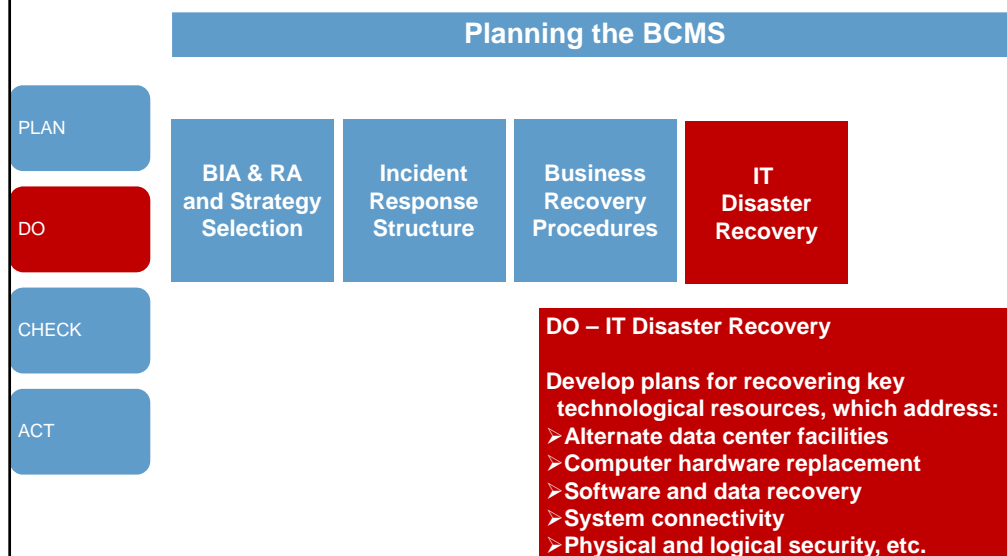 Planning the BCMS
PLAN
DO
CHECK
ACT
BIA & RA
and Strategy
Selection
Incident
Response
Structure
Business
Recovery
Procedures
IT
Disaster
Recovery
DO – IT Disaster Recovery
Develop plans for recovering key
technological resources, which address:
➢Alternate data center facilities
➢Computer hardware replacement
➢Software and data recovery
➢System connectivity
➢Physical and logical security, etc.